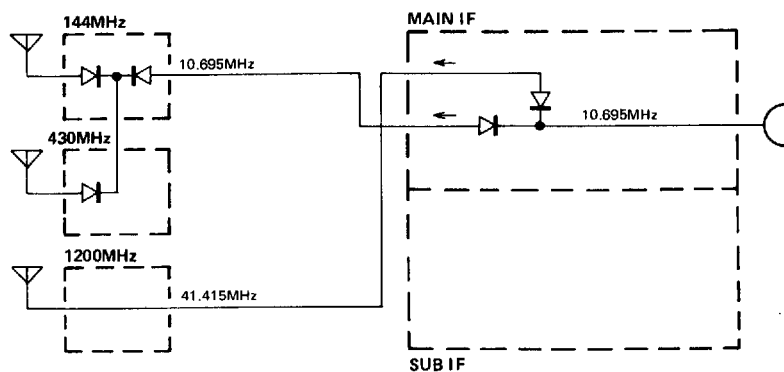 144MHz
MAIN IF
10.695MHz
10.695MHz
430MHz
1200MHz
41.415MHz
SUB IF